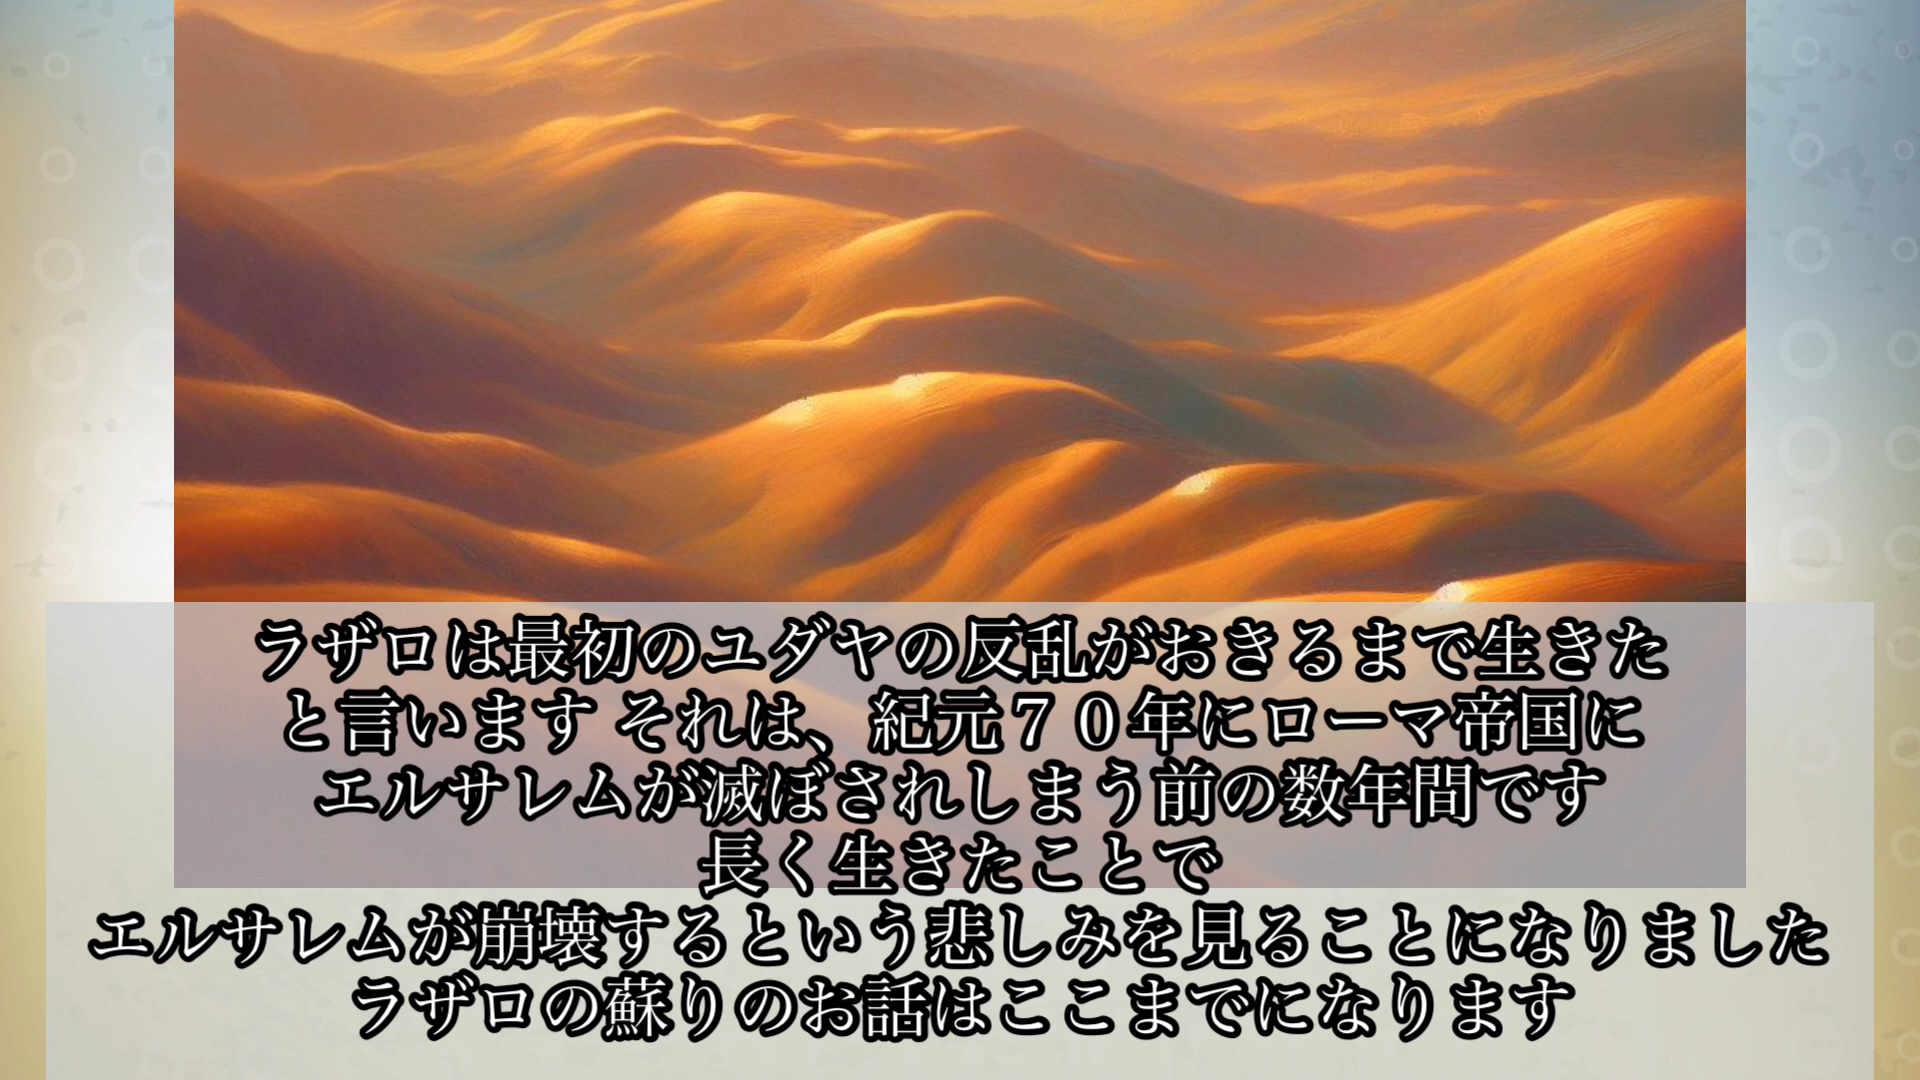 ラザロは最初のユダヤの反乱がおきるまで生きた
と言います それは、紀元７０年にローマ帝国に
エルサレムが滅ぼされしまう前の数年間です
長く生きたことで
エルサレムが崩壊するという悲しみを見ることになりました
ラザロの蘇りのお話はここまでになります